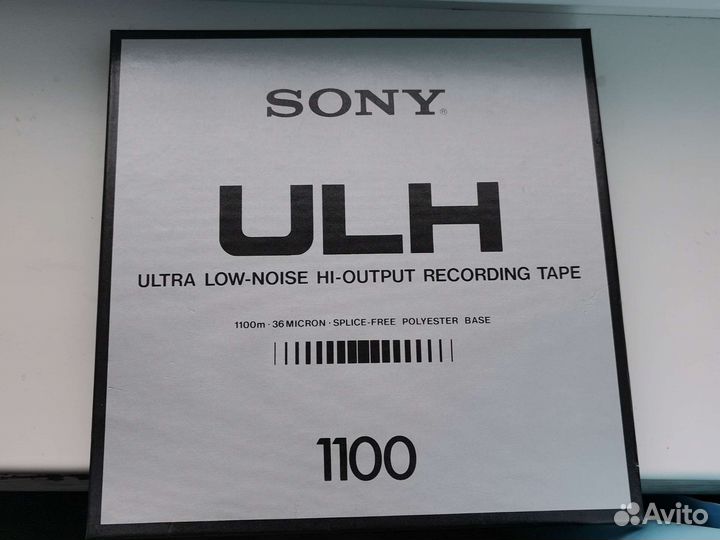 SONY®
ULH
ULTRA LOW-NOISE HI-OUTPUT RECORDING TAPE
1100m · 36 MICRON · SPLICE-FREE POLYESTER BASE
1100
Avito